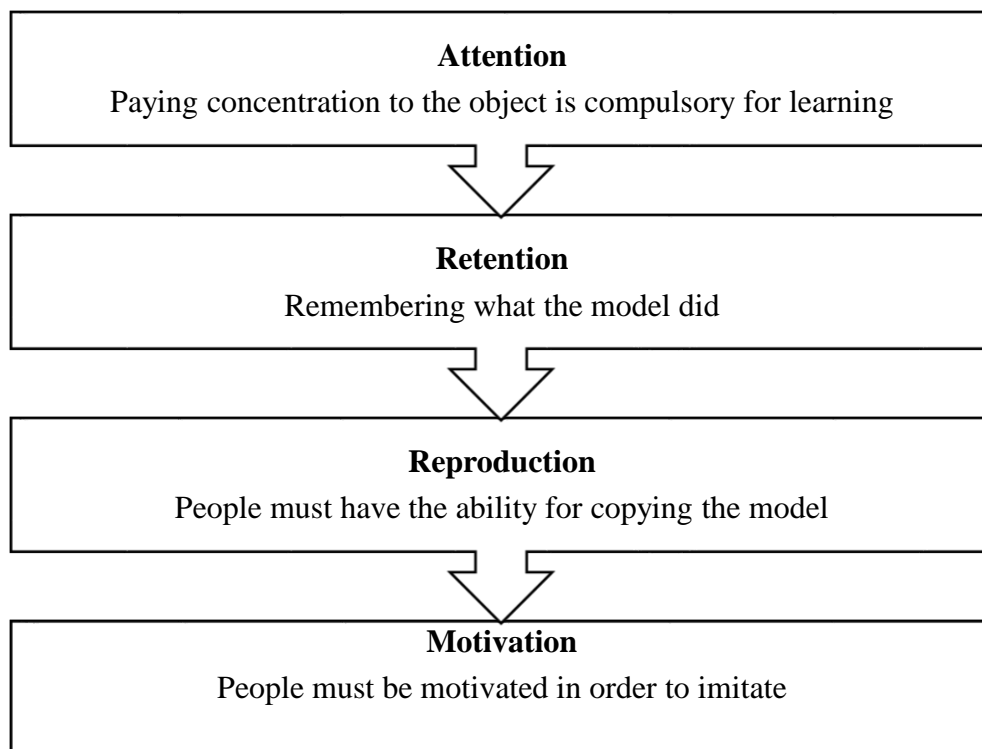 Attention
Paying concentration to the object is compulsory for learning
Retention
Remembering what the model did
Reproduction
People must have the ability for copying the model
Motivation
People must be motivated in order to imitate